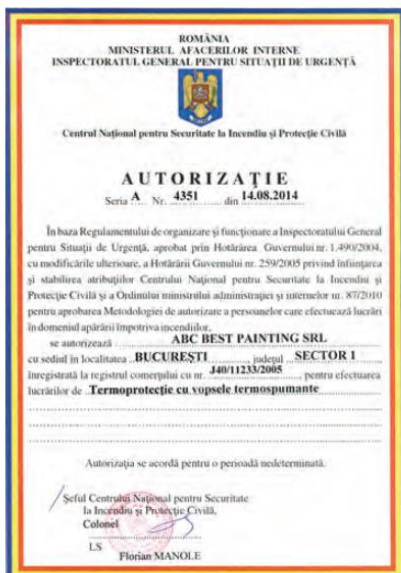 ROMÂNIA
MINISTERUL AFACERILOR INTERNE
INSPECTORATUL GENERAL PENTRU SITUAȚII DE URGENȚĂ
Centrul Național pentru Securitate la Incendiu și Protecție Civilă
AUTORIZAȚIE
Seria A Nr. 4351 din 14.08.2014
În baza Regulamentului de organizare și funcționare a Inspectoratului General
pentru Situații de Urgență, aprobat prin Hotărârea Guvernului nr. 1.490/2004,
cu modificările ulterioare, a Hotărârii Guvernului nr. 259/2005 privind înființarea
și stabilirea atribuțiilor Centrului Național pentru Securitate la Incendiu și
Protecție Civilă și a Ordinului ministrului administrației și internelor nr. 87/2010
pentru aprobarea Metodologiei de autorizare a persoanelor care efectuează lucrări
în domeniul apărării împotriva incendiilor,
se autorizează ABC BEST PAINTING SRL
cu sediul în localitatea BUCUREȘTI, județul SECTOR 1
înregistrată la registrul comerțului cu nr. J40/11233/2005, pentru efectuarea
lucrărilor de Termoprotecție cu vopsele termospumante
Autorizația se acordă pentru o perioadă nedeterminată.
Șeful Centrului Național pentru Securitate
la Incendiu și Protecție Civilă,
Colonel
LS
Florian MANOLE